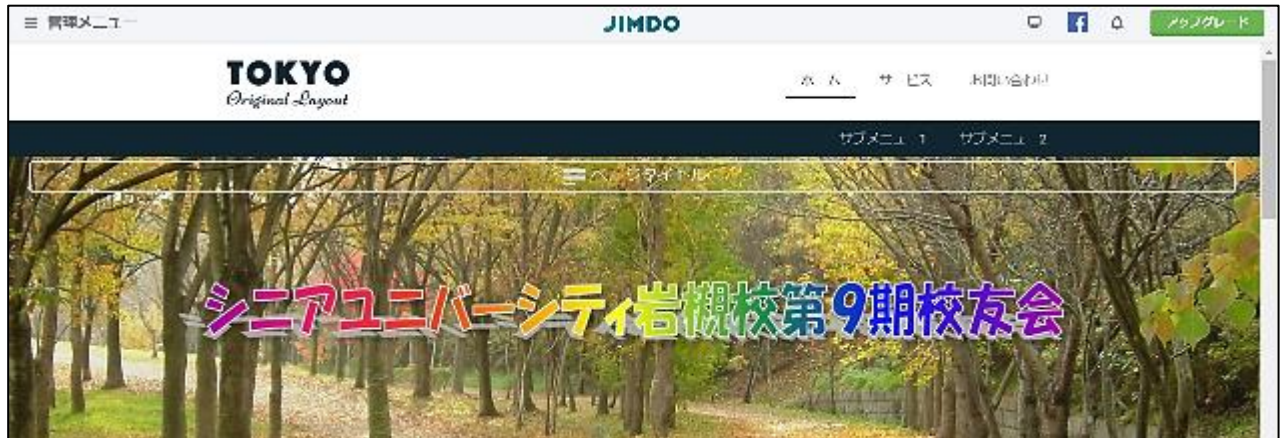 管理メニュー
JIMDO
アップグレード
TOKYO
Original Layout
ホーム サービス お問い合わせ
サブメニュー 1 サブメニュー 2
ページタイトル
シニアユニバーシティ岩槻校第9期校友会